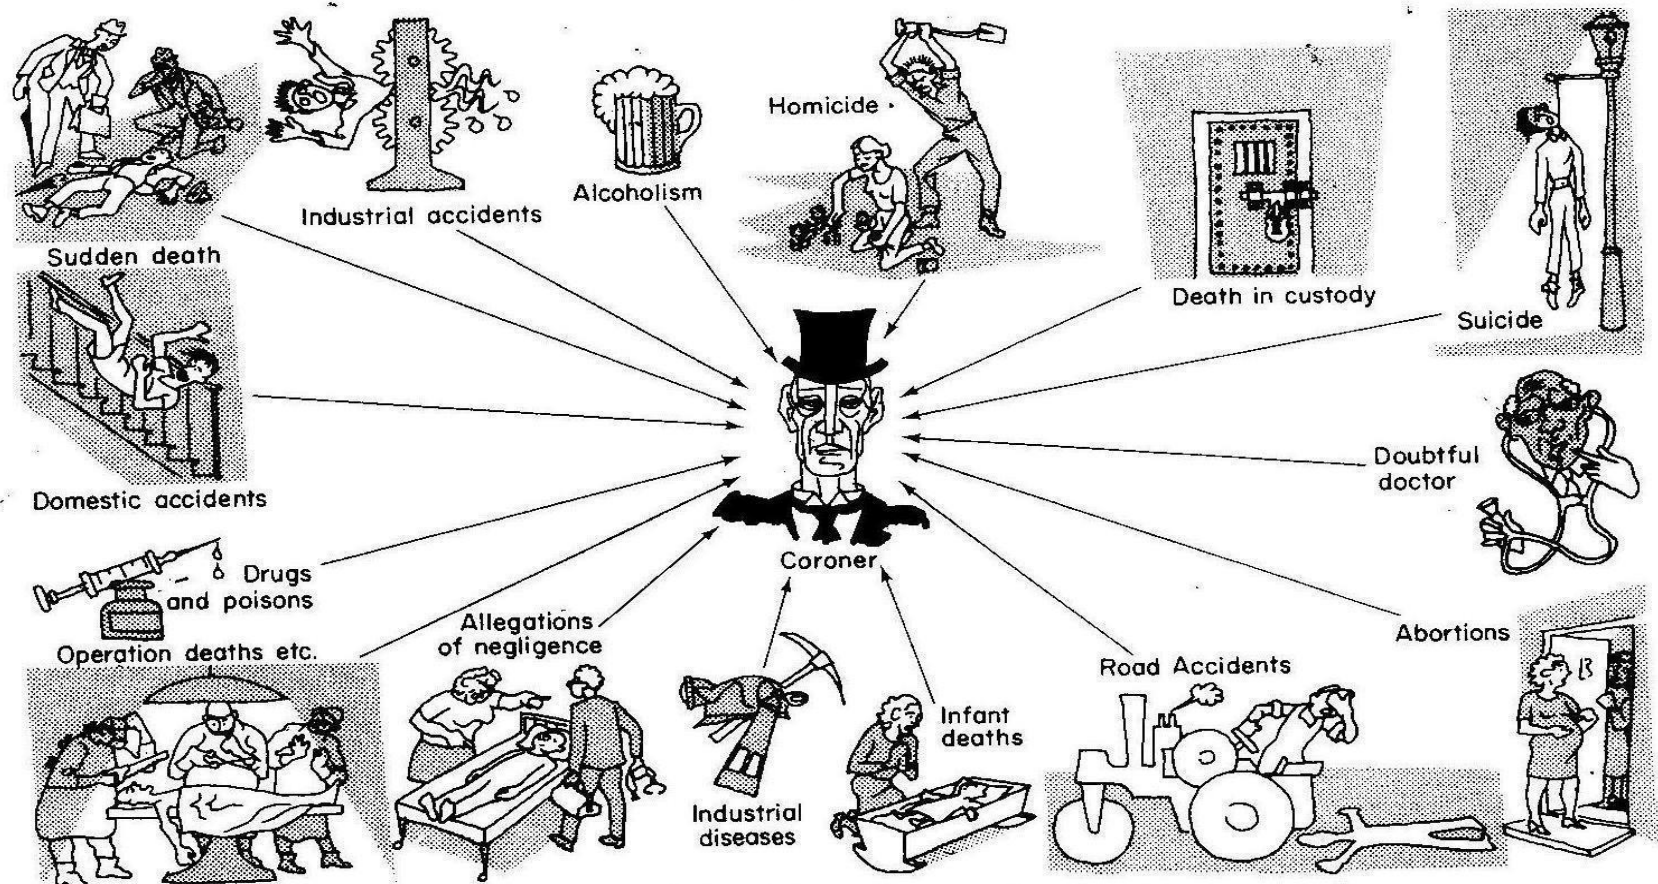 Homicide
Alcoholism
Industrial accidents
Sudden death
Death in custody
Suicide
Domestic accidents
Doubtful
doctor
Coroner
Drugs
and poisons
Allegations
of negligence
Operation deaths etc.
Abortions
Road Accidents
Infant
deaths
Industrial
diseases